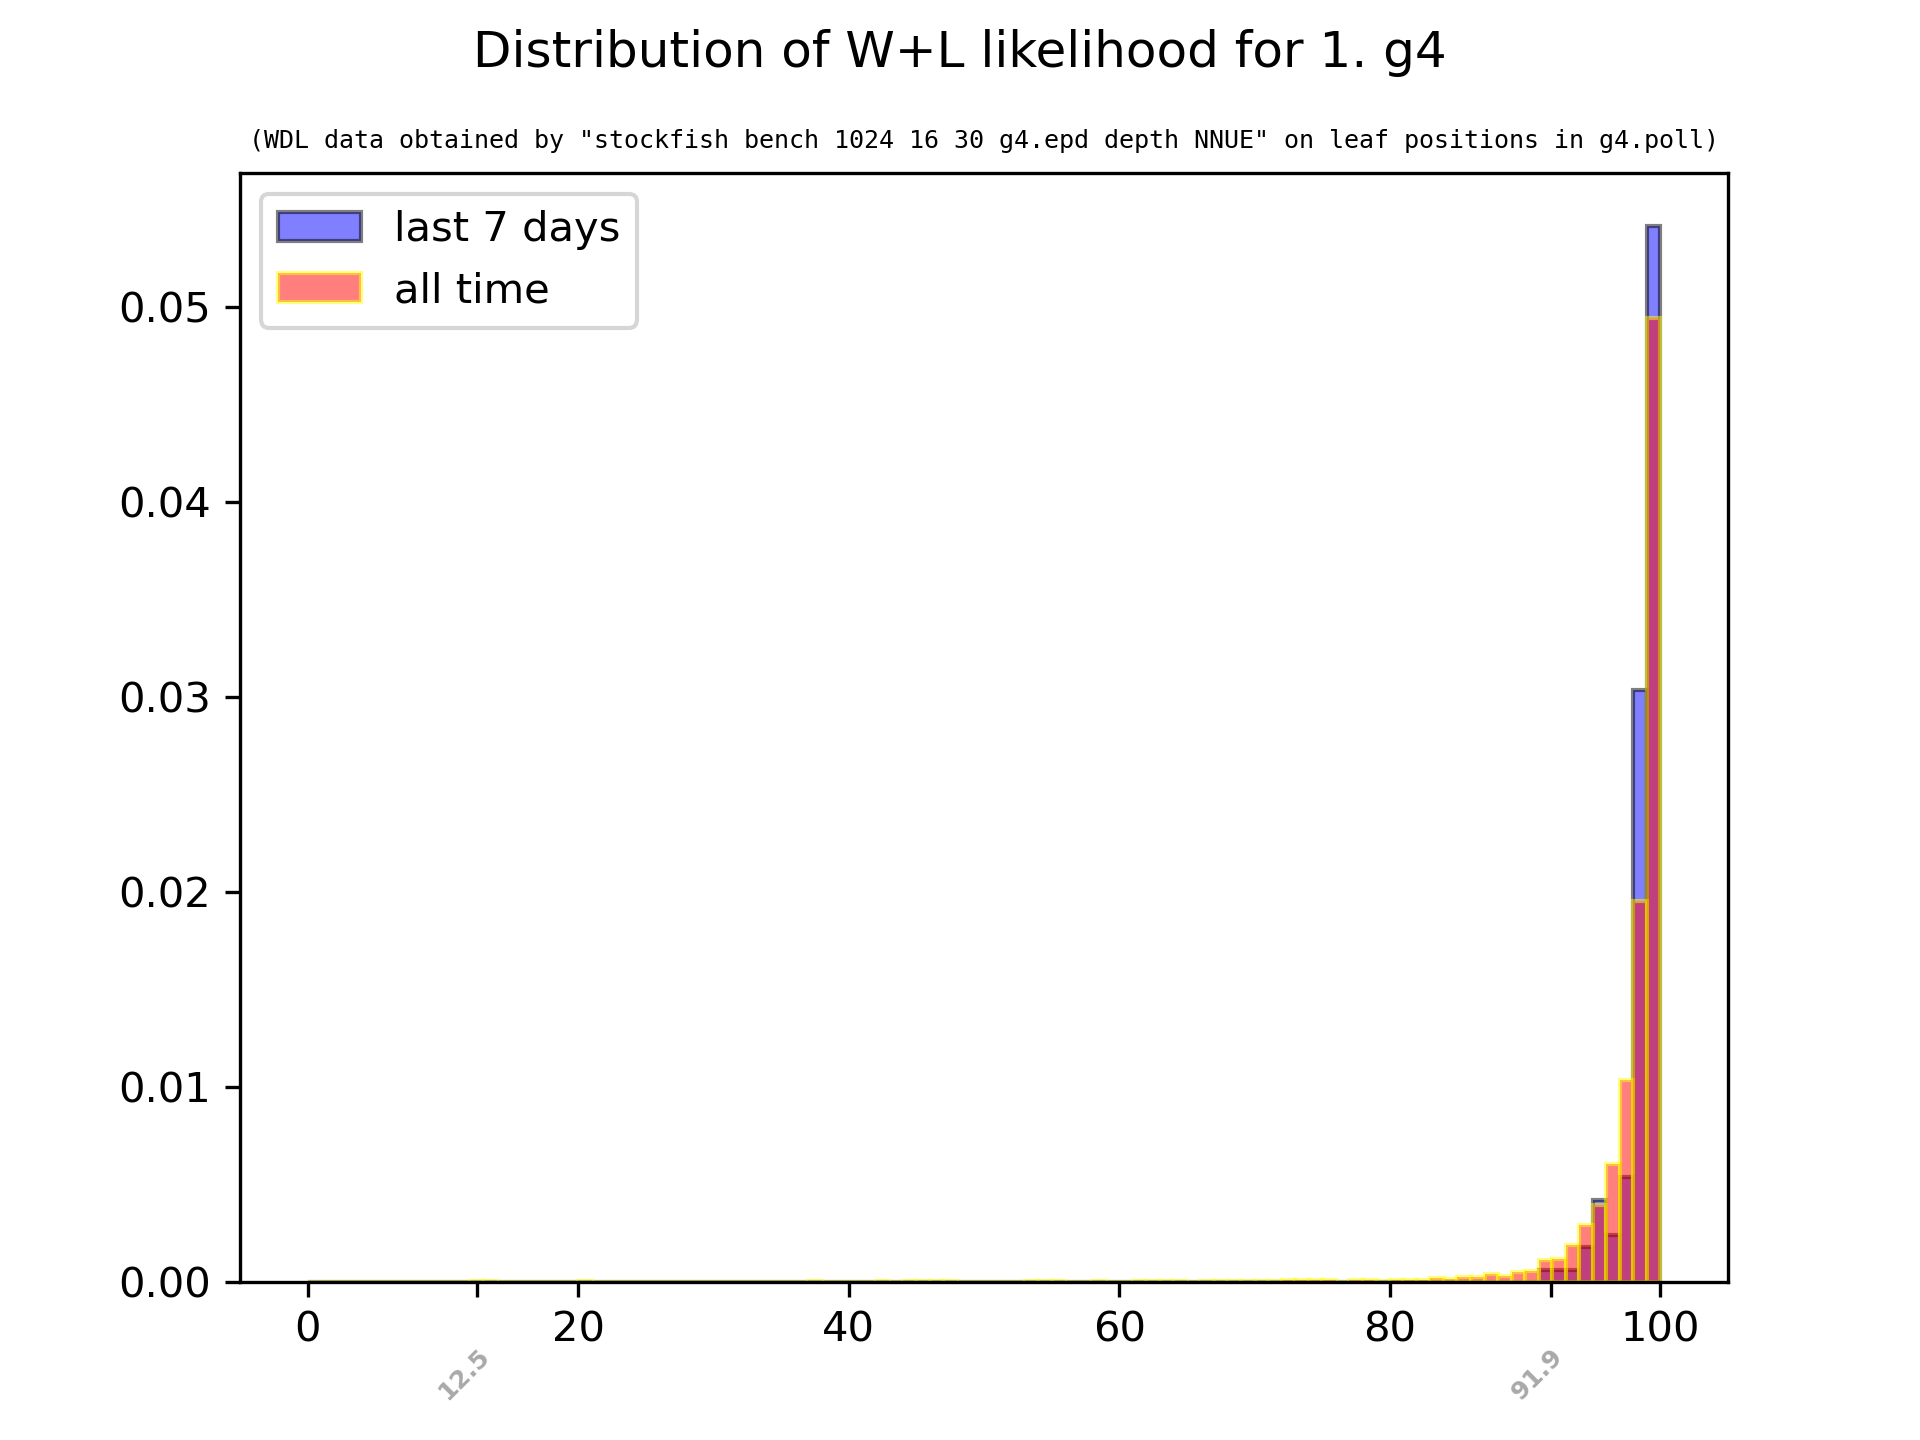 Distribution of W+L likelihood for 1. g4
(WDL data obtained by "stockfish bench 1024 16 30 g4.epd depth NNUE" on leaf positions in g4.poll)
last 7 days
all time
0.05
0.04
0.03
0.02
0.01
0.00
0 20 40 60 80 100
12.5 91.9